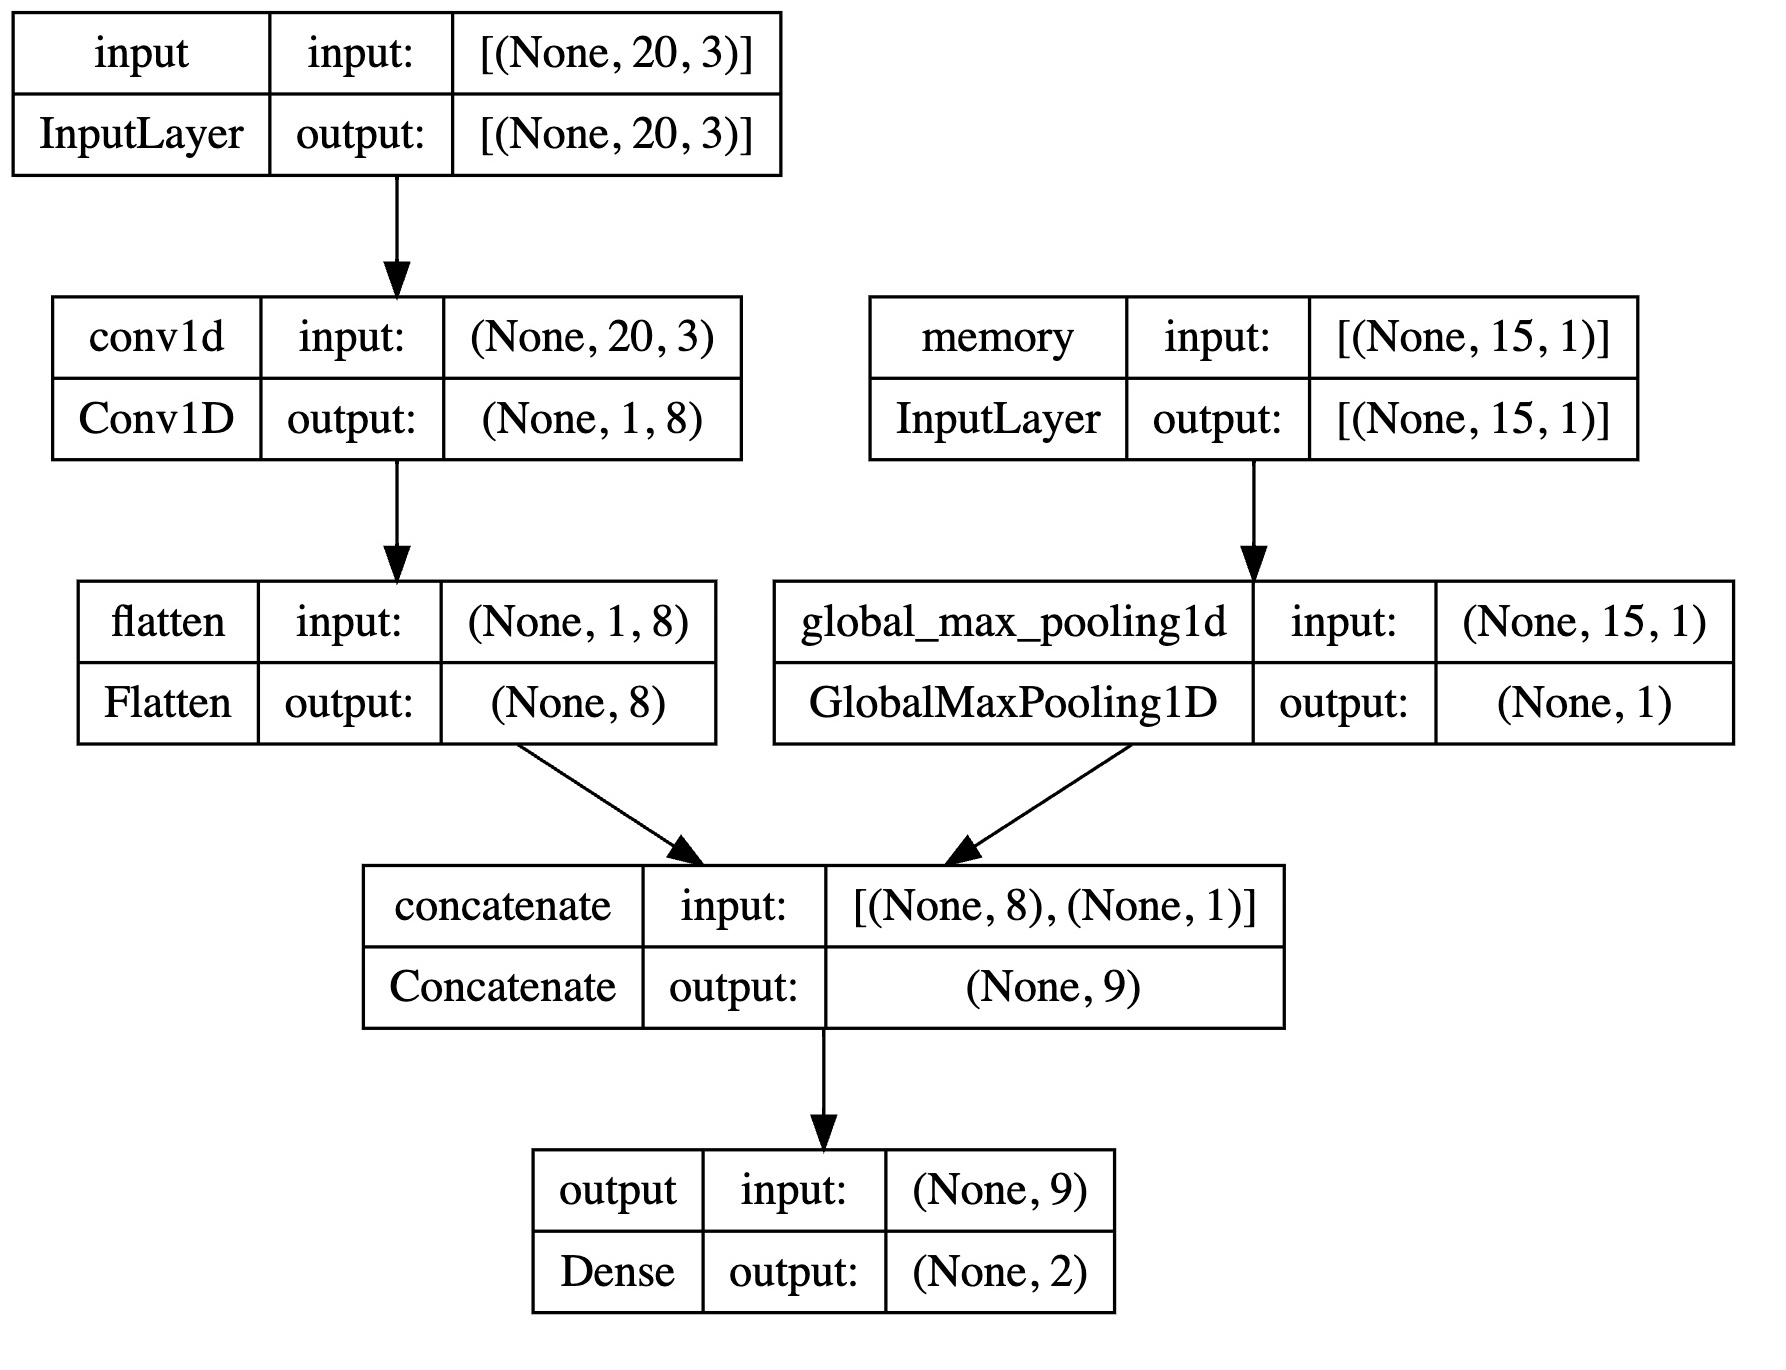 input input: [(None, 20, 3)]
InputLayer output: [(None, 20, 3)]
conv1d input: (None, 20, 3)
Conv1D output: (None, 1, 8)
memory input: [(None, 15, 1)]
InputLayer output: [(None, 15, 1)]
flatten input: (None, 1, 8)
Flatten output: (None, 8)
global_max_pooling1d input: (None, 15, 1)
GlobalMaxPooling1D output: (None, 1)
concatenate input: [(None, 8), (None, 1)]
Concatenate output: (None, 9)
output input: (None, 9)
Dense output: (None, 2)